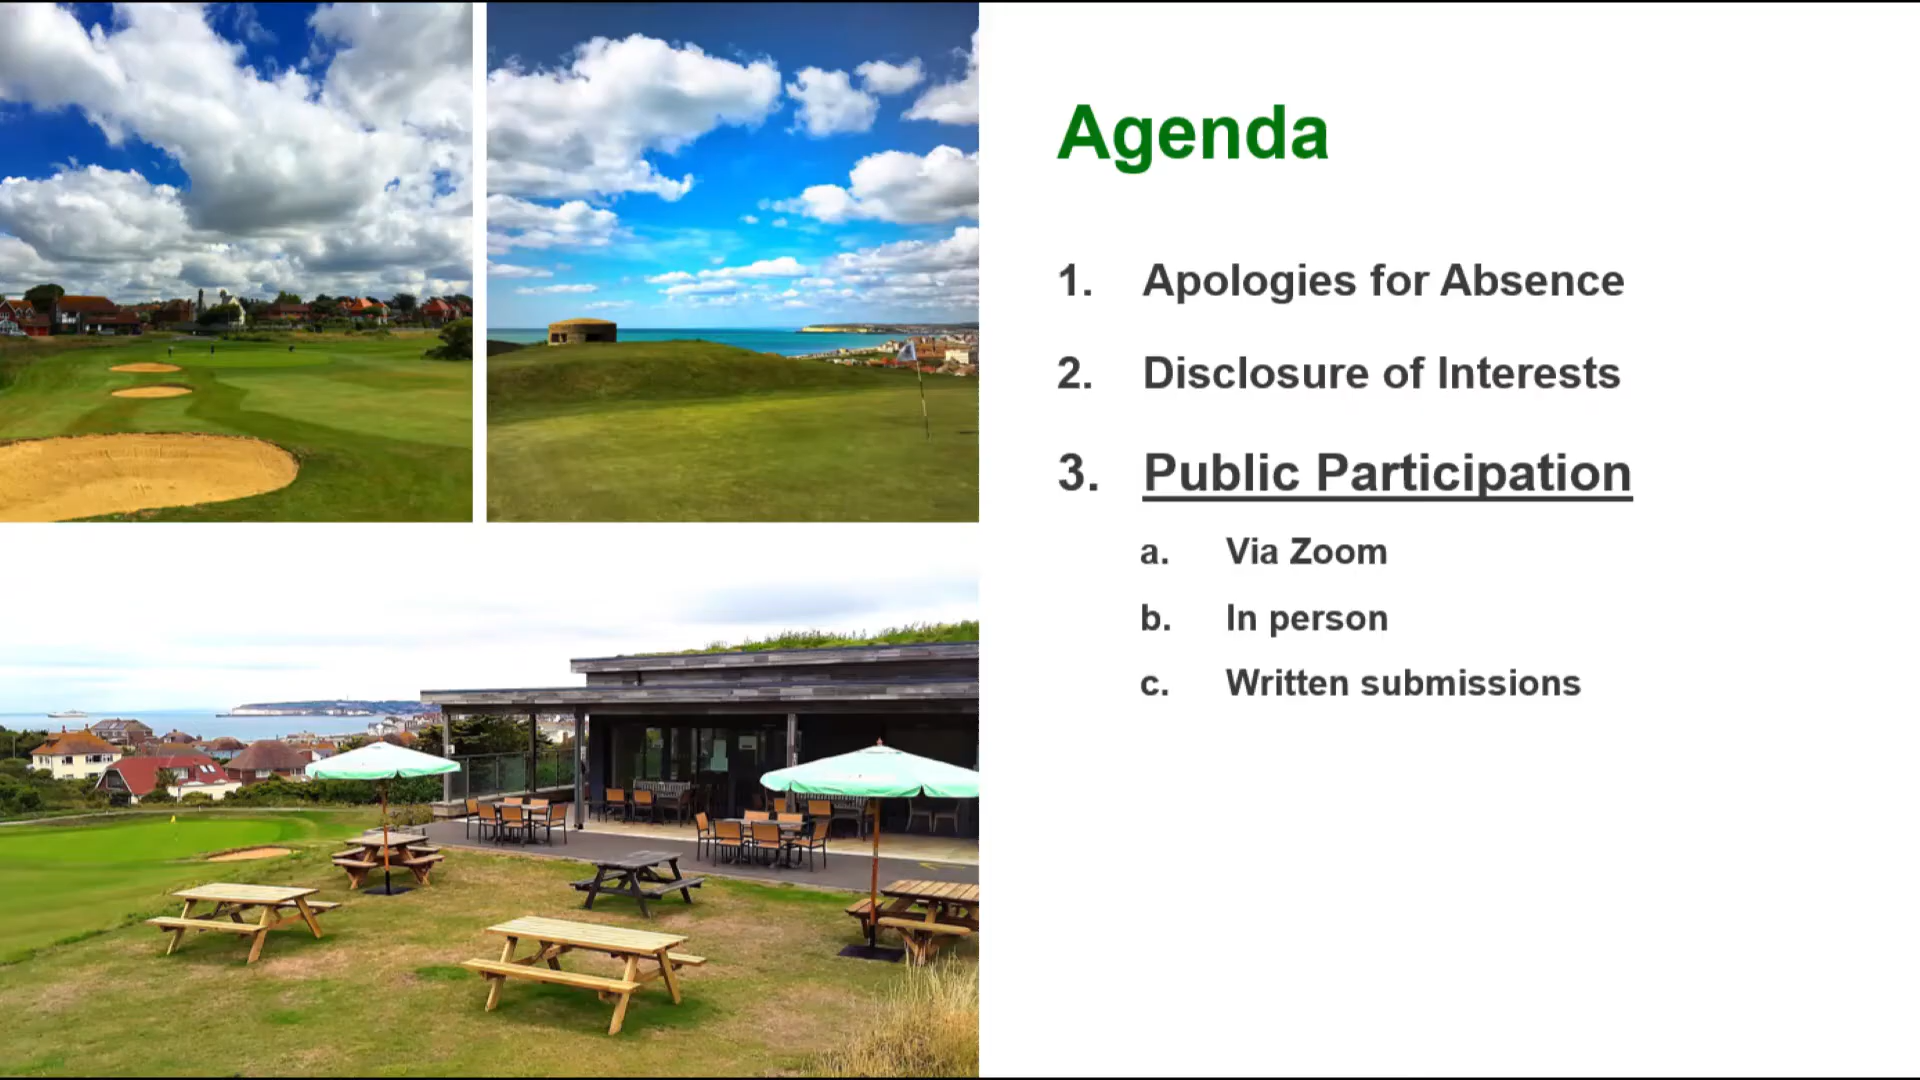 Agenda
1. Apologies for Absence
2. Disclosure of Interests
3. Public Participation
a. Via Zoom
b. In person
c. Written submissions